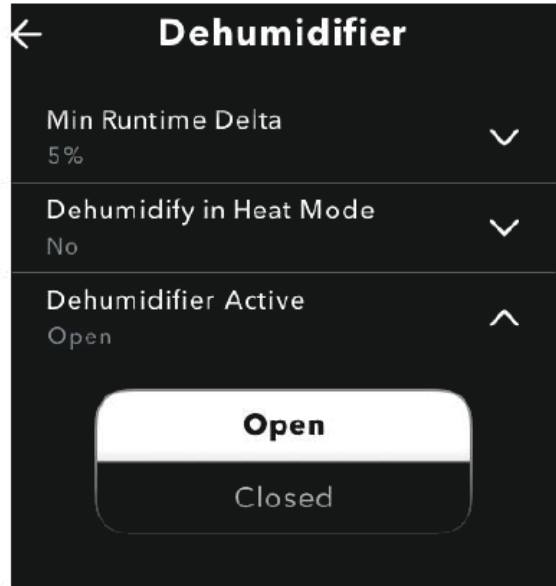 Dehumidifier
Min Runtime Delta
5%
Dehumidify in Heat Mode
No
Dehumidifier Active
Open
Open
Closed